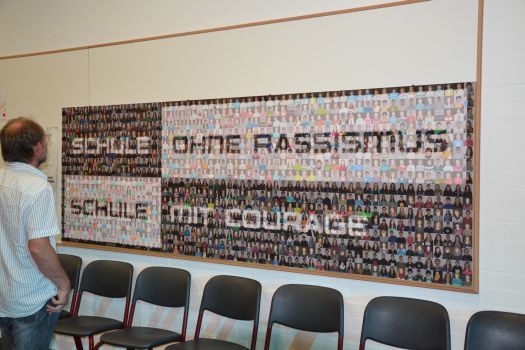 SCHULE OHNE RASSISMUS
SCHULE MIT COURAGE